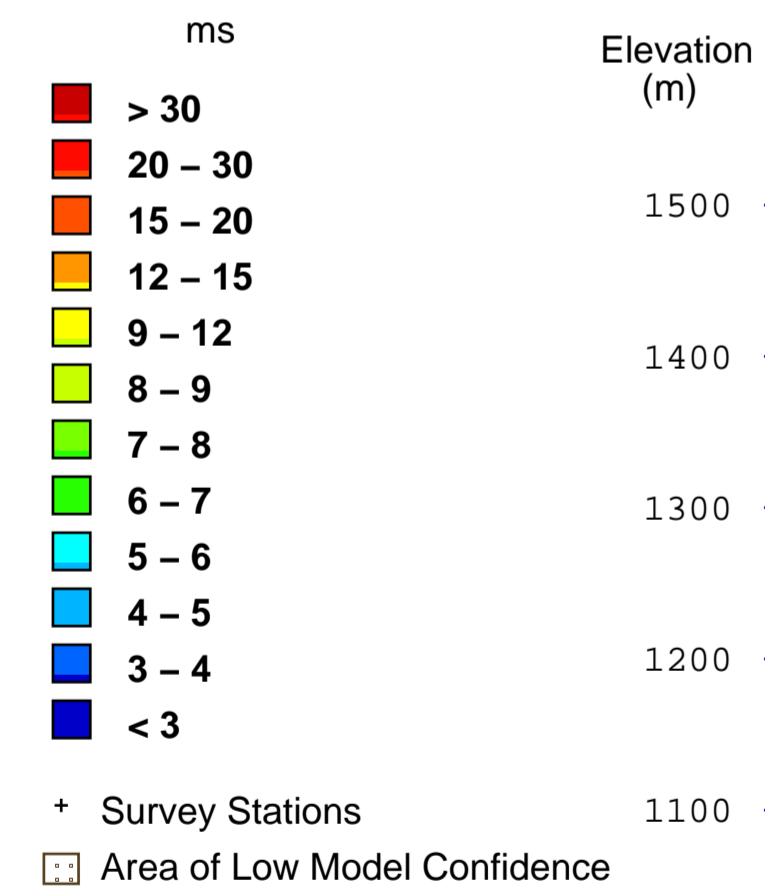 ms
> 30
20 – 30
15 – 20
12 – 15
9 – 12
8 – 9
7 – 8
6 – 7
5 – 6
4 – 5
3 – 4
< 3
Survey Stations
Area of Low Model Confidence
Elevation
(m)
1500
1400
1300
1200
1100